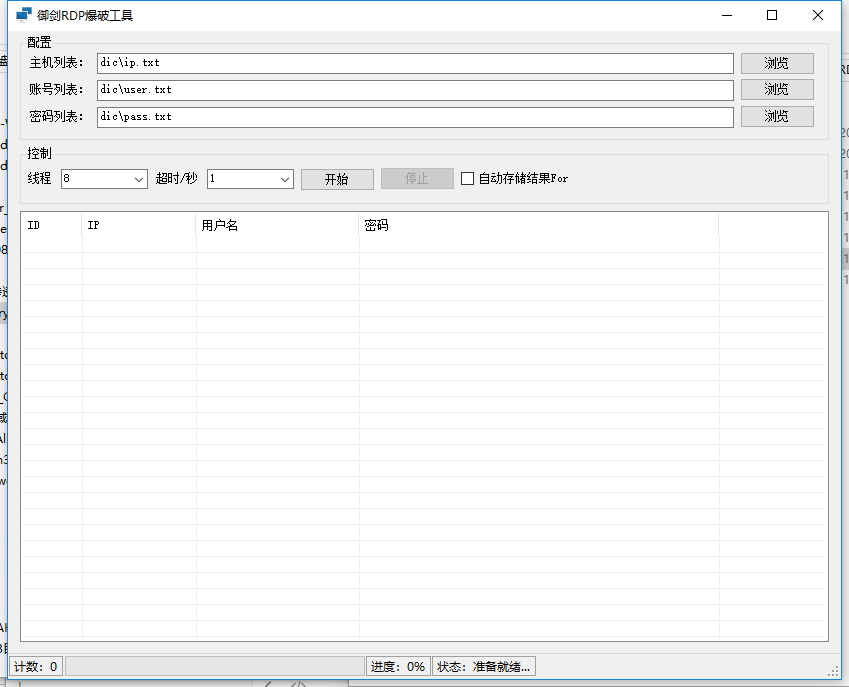 御剑RDP爆破工具
配置
主机列表： dic\ip.txt 浏览
账号列表： dic\user.txt 浏览
密码列表： dic\pass.txt 浏览
控制
线程 8 超时/秒 1 开始 停止 自动存储结果For
ID IP 用户名 密码
计数：0 进度：0% 状态：准备就绪...